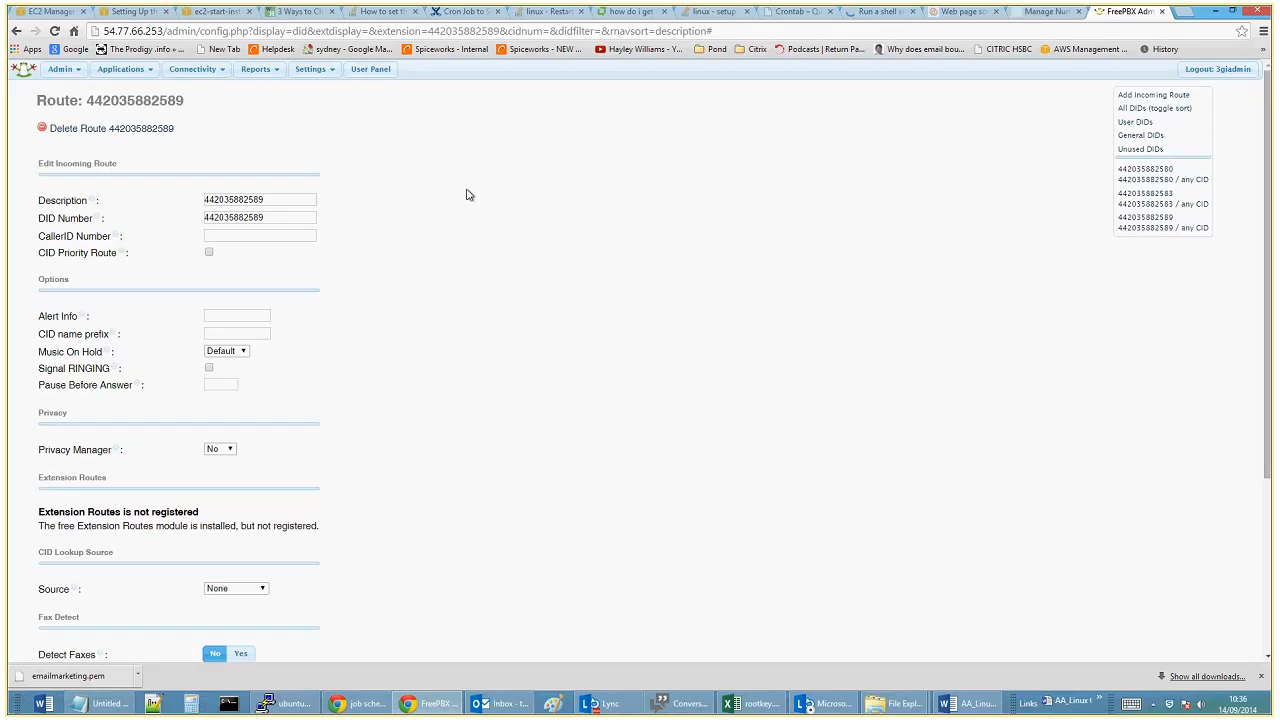 EC2 Manage
Setting Up th
ec2-start-inst
3 Ways to Cl
How to set th
Cron Job to S
linux - Restar
how do i get
linux - setup
Crontab – Qu
Run a shell s
Web page sc
Manage Num
FreePBX Adm
54.77.66.253/admin/config.php?display=did&extdisplay=&extension=442035882589&cidnum=&didfilter=&rnavsort=description#
Apps
Google
The Prodigy .info »
New Tab
Helpdesk
sydney - Google Ma...
Spiceworks - Internal
Spiceworks - NEW ...
Hayley Williams - Y...
Pond
Citrix
Podcasts | Return Pa...
Why does email bou...
CITRIC HSBC
AWS Management ...
History
»
Admin
Applications
Connectivity
Reports
Settings
User Panel
Logout: 3giadmin
Route: 442035882589
Delete Route 442035882589
Edit Incoming Route
Description :
442035882589
DID Number :
442035882589
CallerID Number :
CID Priority Route :
Options
Alert Info :
CID name prefix :
Music On Hold :
Default
Signal RINGING :
Pause Before Answer :
Privacy
Privacy Manager :
No
Extension Routes
Extension Routes is not registered
The free Extension Routes module is installed, but not registered.
CID Lookup Source
Source :
None
Fax Detect
Detect Faxes :
No
Yes
Add Incoming Route
All DIDs (toggle sort)
User DIDs
General DIDs
Unused DIDs
442035882580
442035882580 / any CID
442035882583
442035882583 / any CID
442035882589
442035882589 / any CID
emailmarketing.pem
Show all downloads...
Untitled ...
ubuntu...
job sche...
FreePBX ...
Inbox - t...
Lync
Convers...
rootkey....
Microso...
File Expl...
AA_Linu...
Links
AA_Linux C
»
10:36
14/09/2014